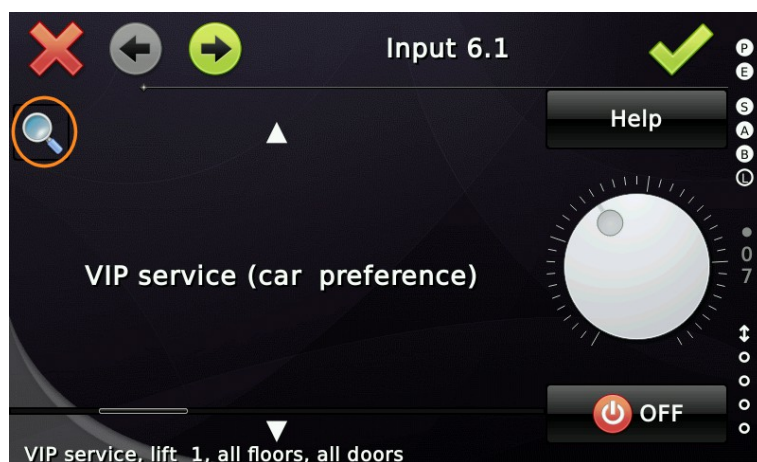 Input 6.1
P
E
Help
S
A
B
L
VIP service (car preference)
0
7
OFF
VIP service, lift 1, all floors, all doors